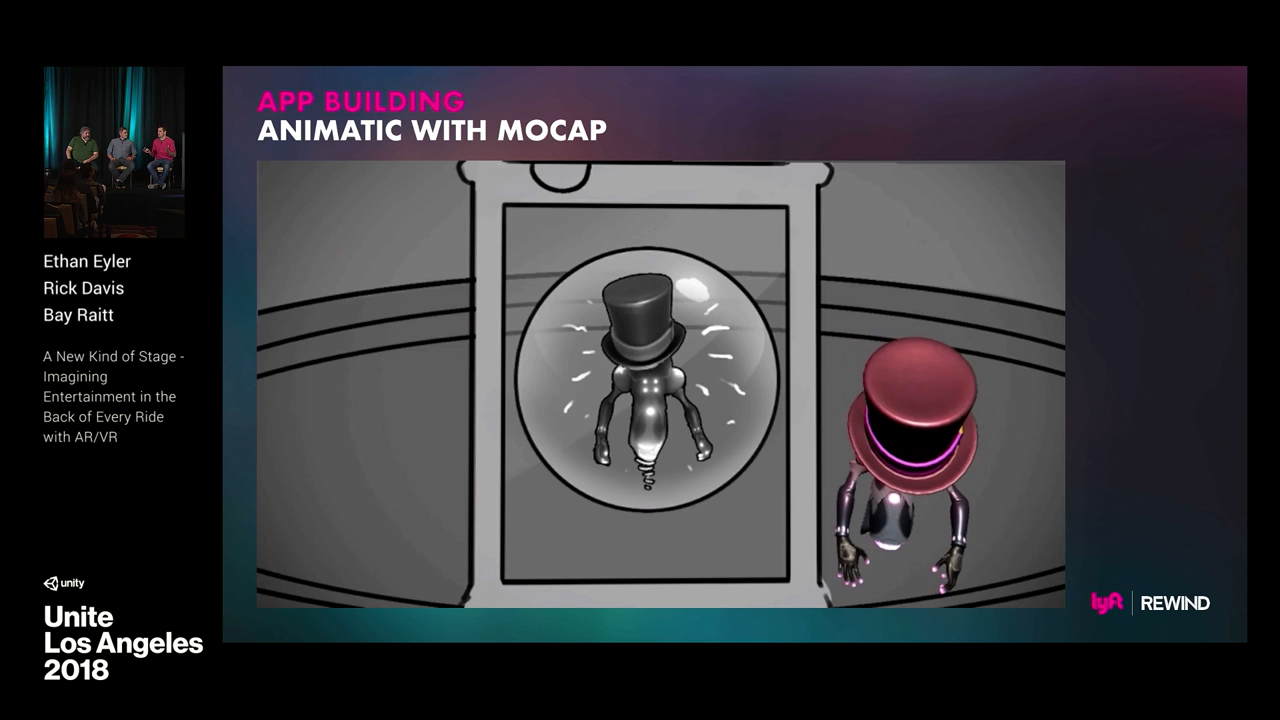 APP BUILDING
ANIMATIC WITH MOCAP
Ethan Eyler
Rick Davis
Bay Raitt
A New Kind of Stage -
Imagining
Entertainment in the
Back of Every Ride
with AR/VR
unity
Unite
Los Angeles
2018
lyft | REWIND